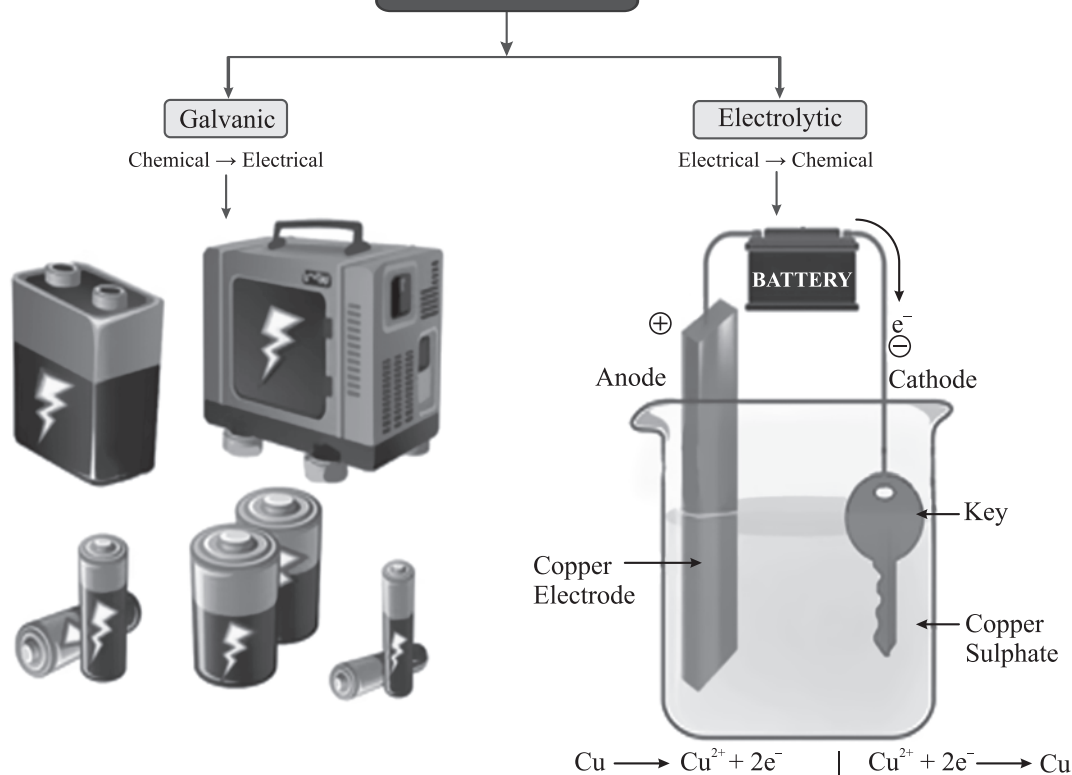 Galvanic
Chemical → Electrical
Electrolytic
Electrical → Chemical
BATTERY
⊕
e⁻
⊖
Anode
Cathode
Key
Copper
Electrode
Copper
Sulphate
Cu → Cu²⁺ + 2e⁻ | Cu²⁺ + 2e⁻ → Cu